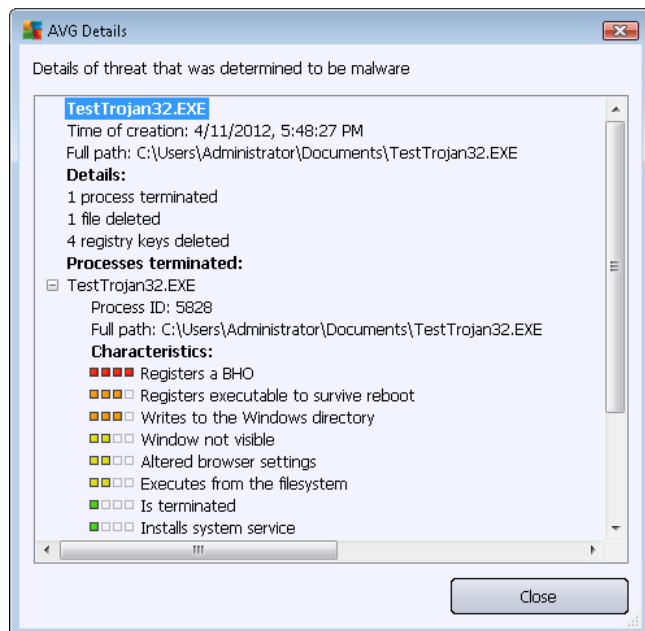 AVG Details
Details of threat that was determined to be malware
TestTrojan32.EXE
Time of creation: 4/11/2012, 5:48:27 PM
Full path: C:\Users\Administrator\Documents\TestTrojan32.EXE
Details:
1 process terminated
1 file deleted
4 registry keys deleted
Processes terminated:
TestTrojan32.EXE
Process ID: 5828
Full path: C:\Users\Administrator\Documents\TestTrojan32.EXE
Characteristics:
Registers a BHO
Registers executable to survive reboot
Writes to the Windows directory
Window not visible
Altered browser settings
Executes from the filesystem
Is terminated
Installs system service
Close